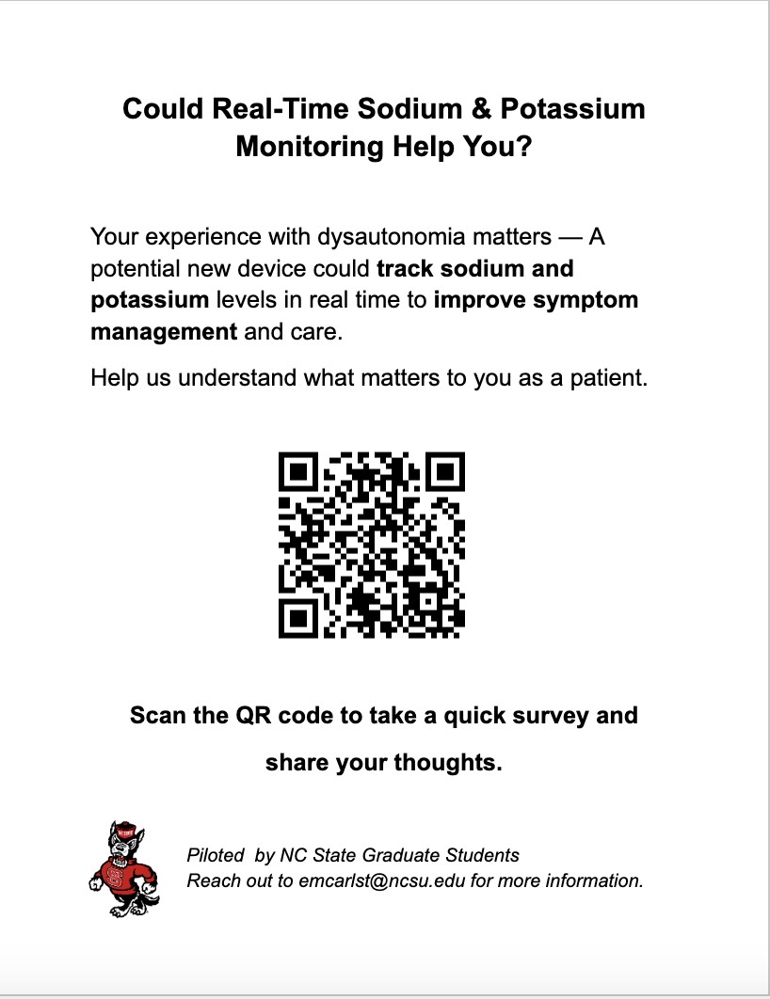 Could Real-Time Sodium & Potassium
Monitoring Help You?
Your experience with dysautonomia matters — A
potential new device could track sodium and
potassium levels in real time to improve symptom
management and care.
Help us understand what matters to you as a patient.
Scan the QR code to take a quick survey and
share your thoughts.
NC STATE
Piloted  by NC State Graduate Students
Reach out to emcarlst@ncsu.edu for more information.